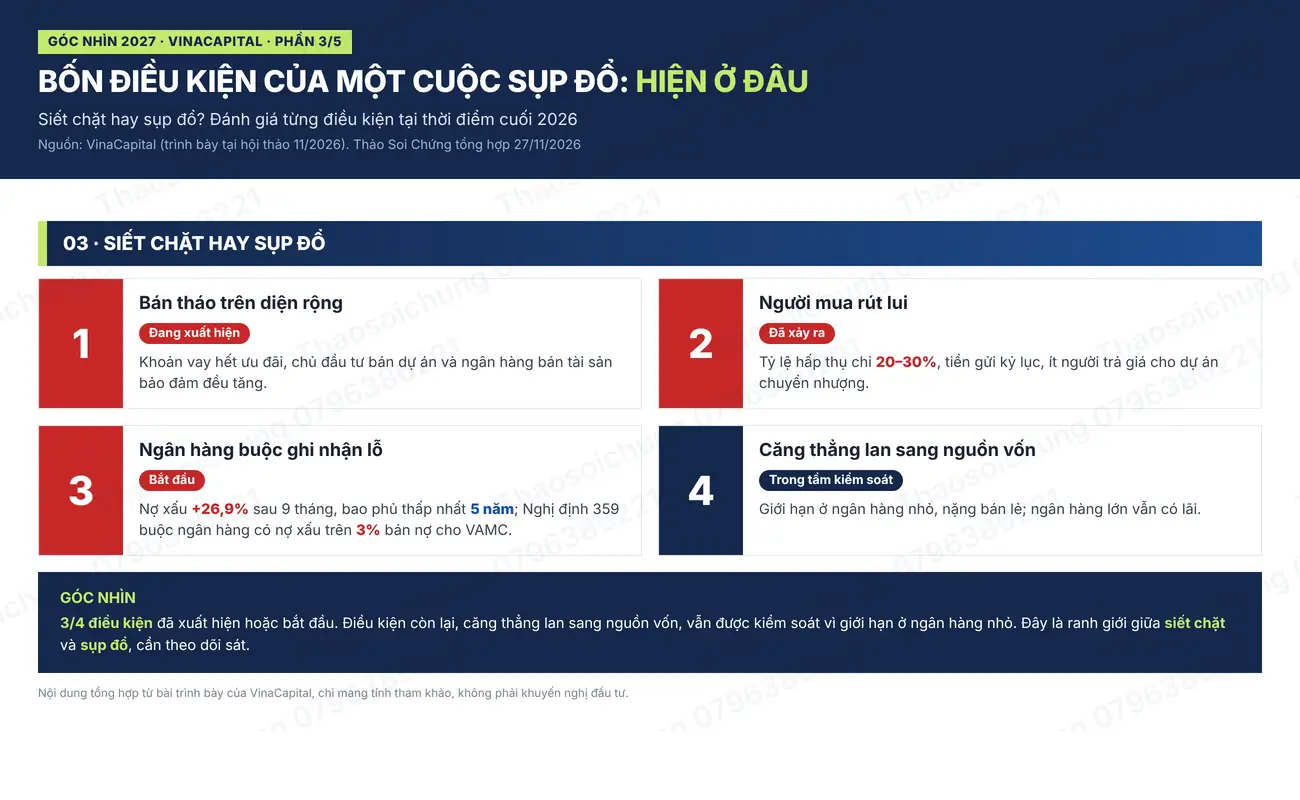 GÓC NHÌN 2027 · VINACAPITAL · PHẦN 3/5
BỐN ĐIỀU KIỆN CỦA MỘT CUỘC SỤP ĐỔ: HIỆN Ở ĐÂU
Siết chặt hay sụp đổ? Đánh giá từng điều kiện tại thời điểm cuối 2026
Nguồn: VinaCapital (trình bày tại hội thảo 11/2026). Thảo Soi Chứng tổng hợp 27/11/2026
03 · SIẾT CHẶT HAY SỤP ĐỔ
1
Bán tháo trên diện rộng
Đang xuất hiện
Khoản vay hết ưu đãi, chủ đầu tư bán dự án và ngân hàng bán tài sản
bảo đảm đều tăng.
2
Người mua rút lui
Đã xảy ra
Tỷ lệ hấp thụ chỉ 20–30%, tiền gửi kỷ lục, ít người trả giá cho dự án
chuyển nhượng.
3
Ngân hàng buộc ghi nhận lỗ
Bắt đầu
Nợ xấu +26,9% sau 9 tháng, bao phủ thấp nhất 5 năm; Nghị định 359
buộc ngân hàng có nợ xấu trên 3% bán nợ cho VAMC.
4
Căng thẳng lan sang nguồn vốn
Trong tầm kiểm soát
Giới hạn ở ngân hàng nhỏ, nặng bán lẻ; ngân hàng lớn vẫn có lãi.
GÓC NHÌN
3/4 điều kiện đã xuất hiện hoặc bắt đầu. Điều kiện còn lại, căng thẳng lan sang nguồn vốn, vẫn được kiểm soát vì giới hạn ở ngân hàng nhỏ. Đây là ranh giới giữa siết chặt
và sụp đổ, cần theo dõi sát.
Nội dung tổng hợp từ bài trình bày của VinaCapital, chỉ mang tính tham khảo, không phải khuyến nghị đầu tư.
Thaosoichung 0796380221